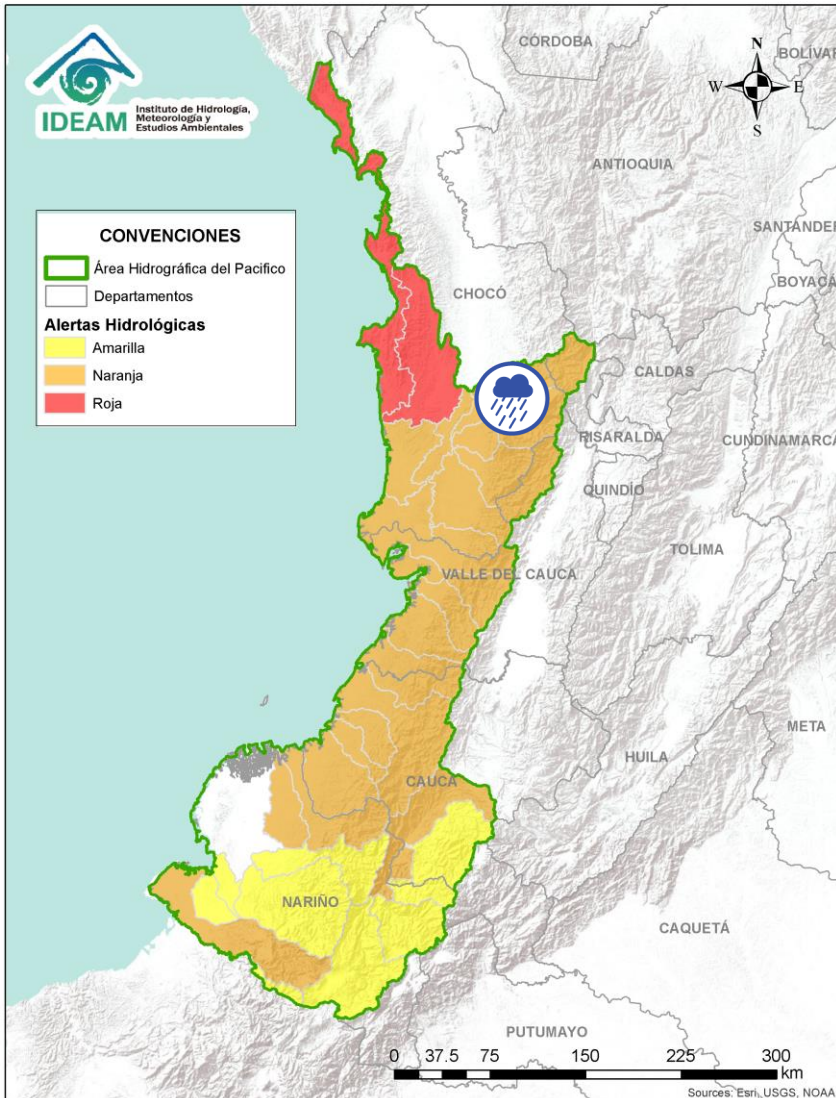 IDEAM
Instituto de Hidrología,
Meteorología y
Estudios Ambientales
CONVENCIONES
Área Hidrográfica del Pacifico
Departamentos
Alertas Hidrológicas
Amarilla
Naranja
Roja
N
W
E
S
CÓRDOBA
BOLÍVAR
ANTIOQUIA
SANTANDER
BOYACÁ
CHOCÓ
CALDAS
RISARALDA
CUNDINAMARCA
QUINDÍO
TOLIMA
VALLE DEL CAUCA
META
HUILA
CAUCA
NARIÑO
CAQUETÁ
PUTUMAYO
0 37.5 75 150 225 300
km
Sources: Esri, USGS, NOAA